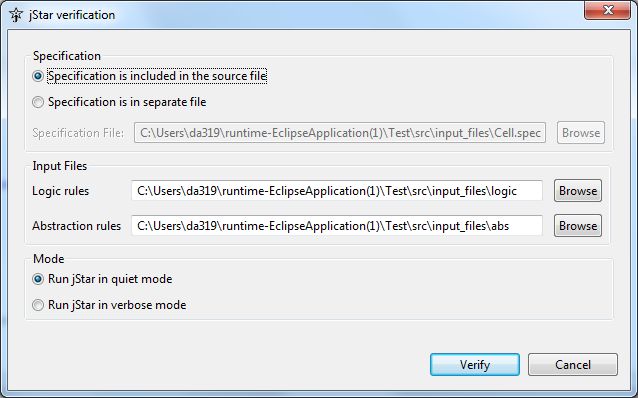 jStar verification
Specification
Specification is included in the source file
Specification is in separate file
Specification File: C:\Users\da319\runtime-EclipseApplication(1)\Test\src\input_files\Cell.spec Browse
Input Files
Logic rules C:\Users\da319\runtime-EclipseApplication(1)\Test\src\input_files\logic Browse
Abstraction rules C:\Users\da319\runtime-EclipseApplication(1)\Test\src\input_files\abs Browse
Mode
Run jStar in quiet mode
Run jStar in verbose mode
Verify Cancel